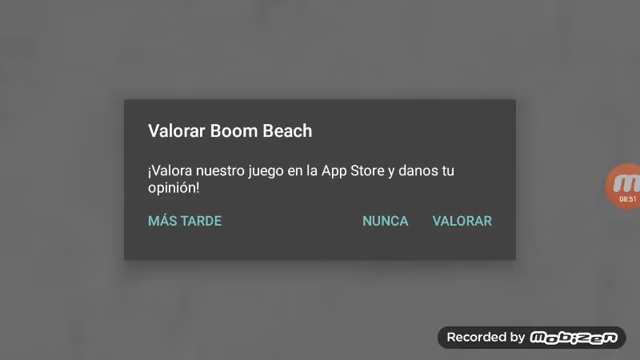 Valorar Boom Beach
¡Valora nuestro juego en la App Store y danos tu
opinión!
MÁS TARDE NUNCA VALORAR
08:51
Recorded by mobizen